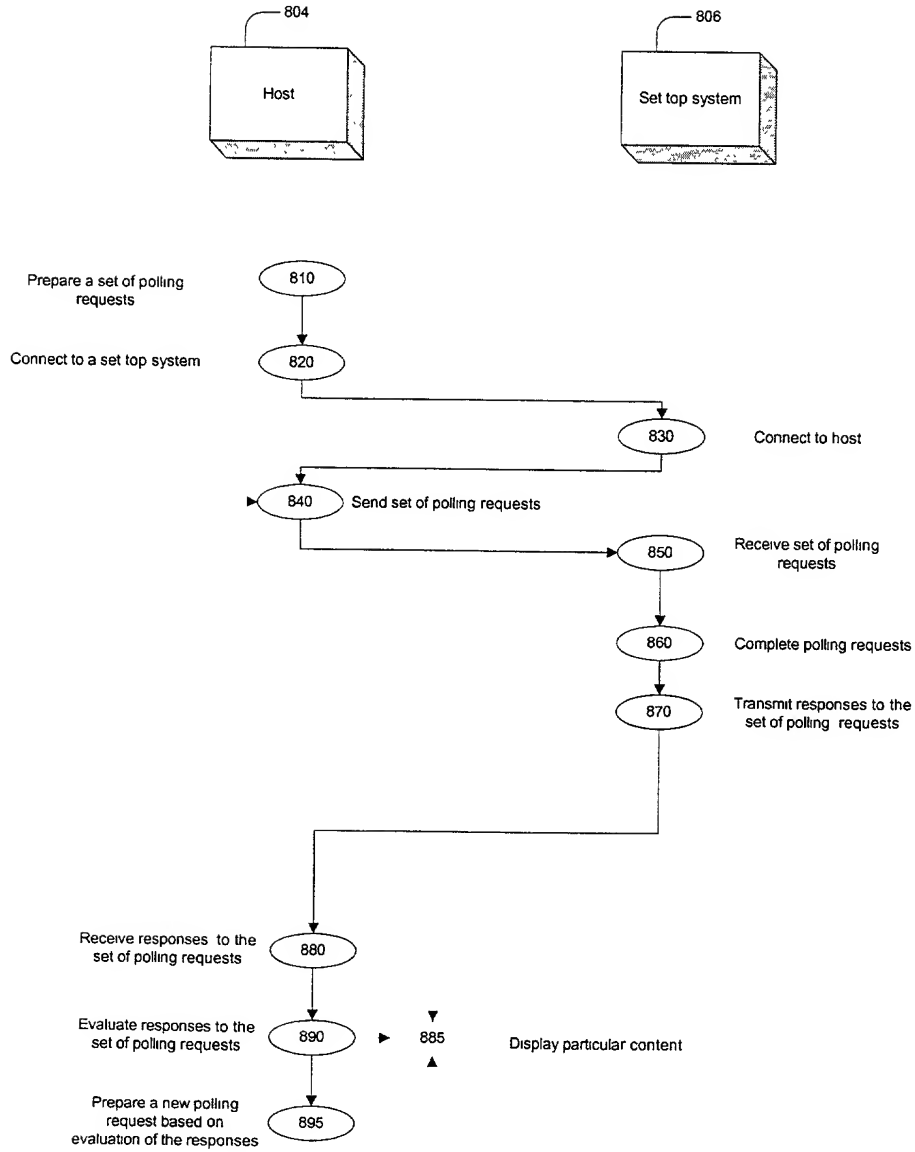 804
806
Host
Set top system
Prepare a set of polling
requests
810
Connect to a set top system
820
830
Connect to host
840
Send set of polling requests
850
Receive set of polling
requests
860
Complete polling requests
870
Transmit responses to the
set of polling requests
Receive responses to the
set of polling requests
880
Evaluate responses to the
set of polling requests
890
885
Display particular content
Prepare a new polling
request based on
evaluation of the responses
895